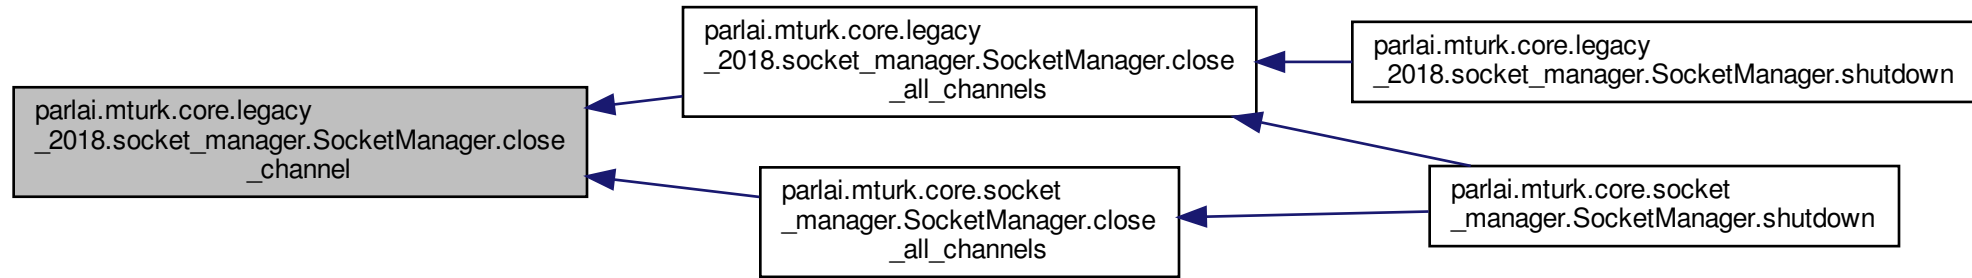 parlai.mturk.core.legacy
_2018.socket_manager.SocketManager.close
_channel
parlai.mturk.core.legacy
_2018.socket_manager.SocketManager.close
_all_channels
parlai.mturk.core.socket
_manager.SocketManager.close
_all_channels
parlai.mturk.core.legacy
_2018.socket_manager.SocketManager.shutdown
parlai.mturk.core.socket
_manager.SocketManager.shutdown